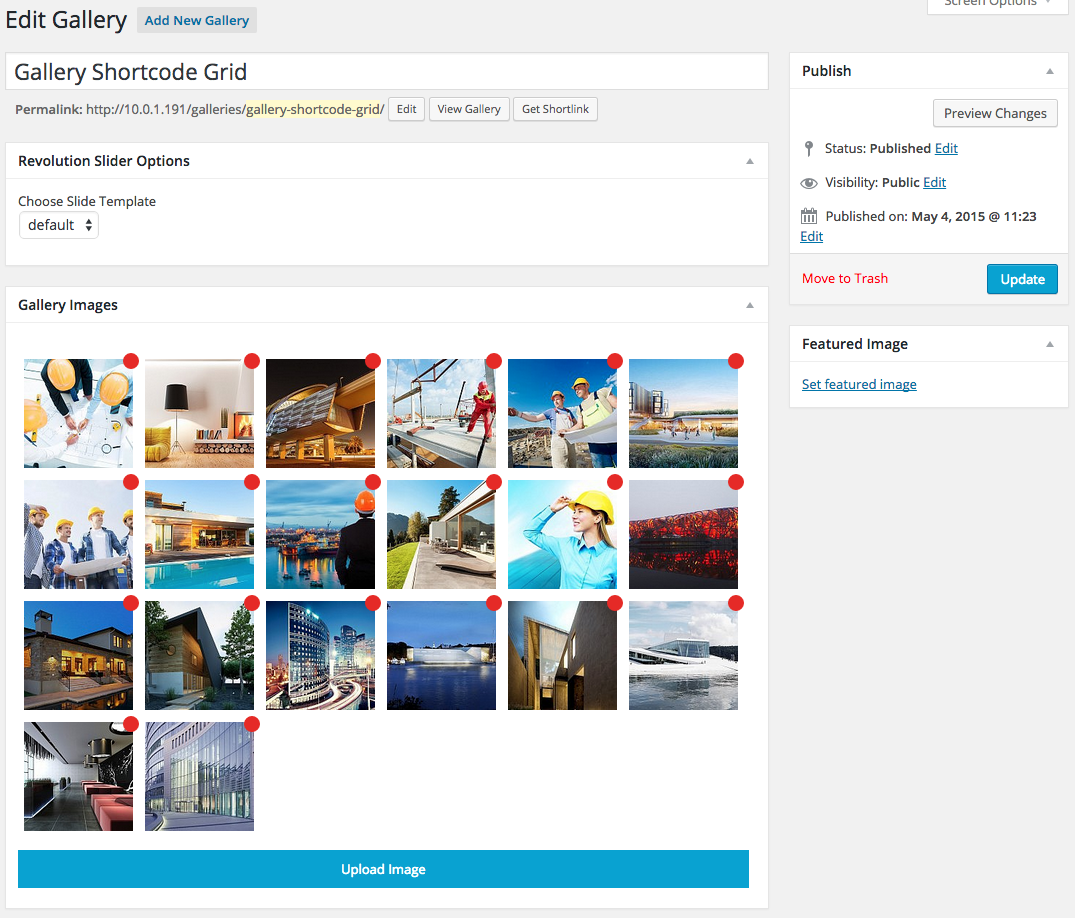 Screen Options
Edit Gallery Add New Gallery
Gallery Shortcode Grid
Permalink: http://10.0.1.191/galleries/gallery-shortcode-grid/ Edit View Gallery Get Shortlink
Revolution Slider Options
Choose Slide Template
default
Gallery Images
Upload Image
Publish
Preview Changes
Status: Published Edit
Visibility: Public Edit
Published on: May 4, 2015 @ 11:23
Edit
Move to Trash Update
Featured Image
Set featured image